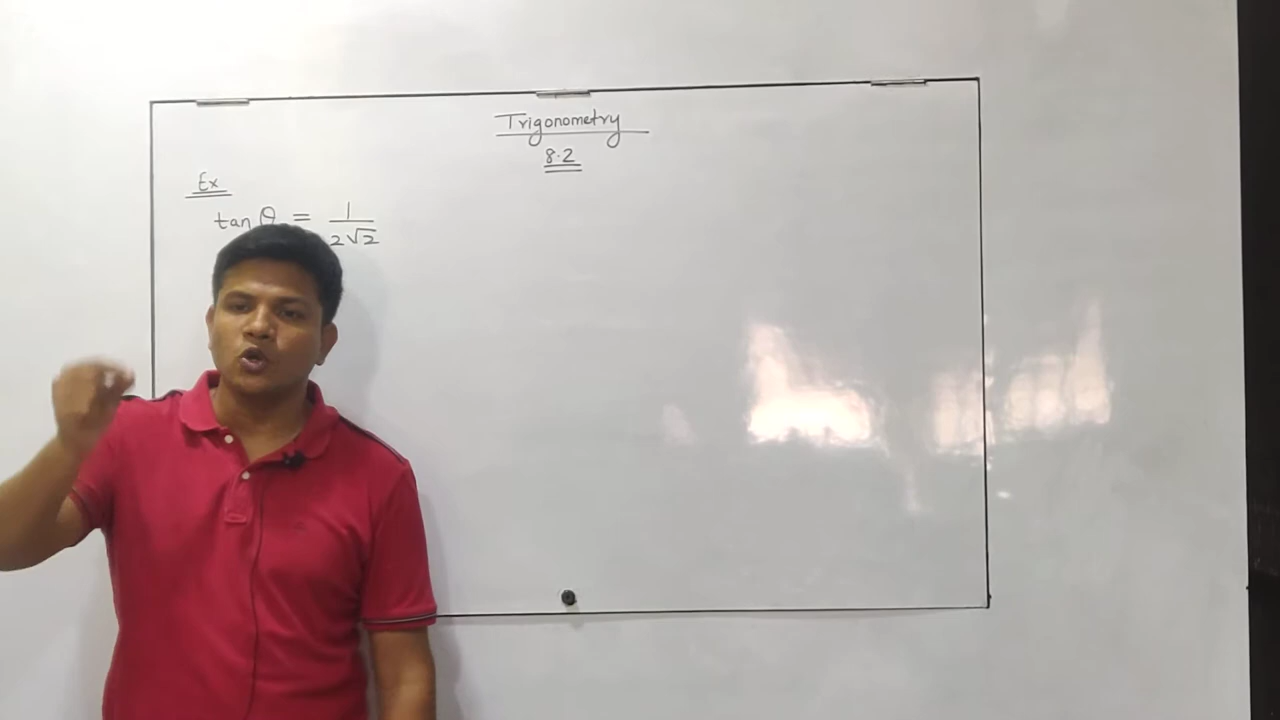 Trigonometry
8.2
Ex
tan θ = 1/2√2